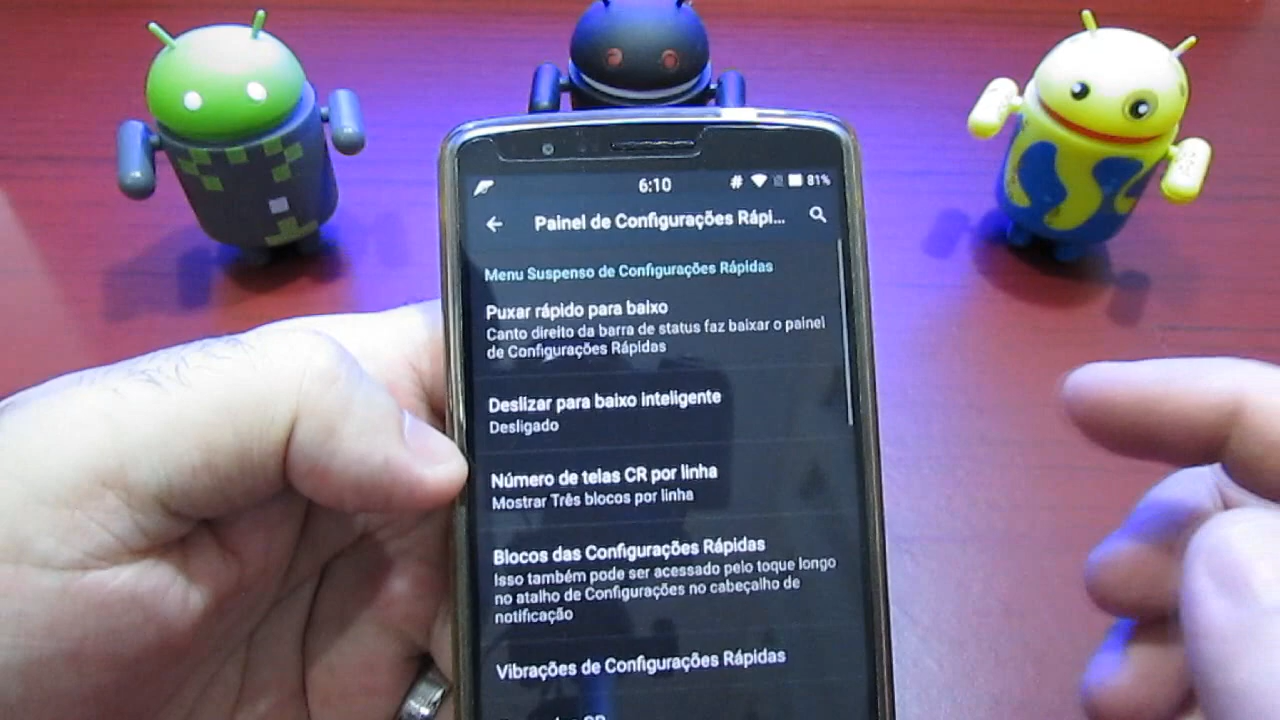 6:10
# 81%
Painel de Configurações Rápi...
Menu Suspenso de Configurações Rápidas
Puxar rápido para baixo
Canto direito da barra de status faz baixar o painel
de Configurações Rápidas
Deslizar para baixo inteligente
Desligado
Número de telas CR por linha
Mostrar Três blocos por linha
Blocos das Configurações Rápidas
Isso também pode ser acessado pelo toque longo
no atalho de Configurações no cabeçalho de
notificação
Vibrações de Configurações Rápidas